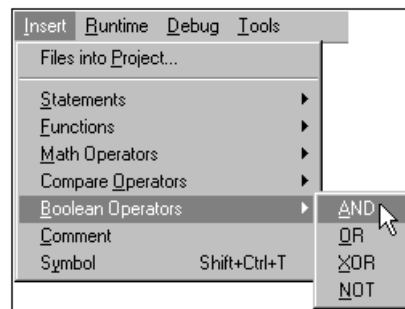 Insert Runtime Debug Tools
Files into Project...
Statements
Functions
Math Operators
Compare Operators
Boolean Operators
AND
Comment
OR
Symbol Shift+Ctrl+T
XOR
NOT